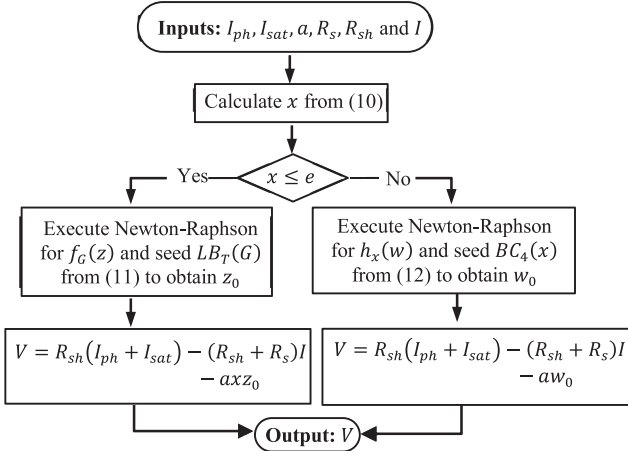 Inputs: I_ph, I_sat, a, R_s, R_sh and I
Calculate x from (10)
Yes
x ≤ e
No
Execute Newton-Raphson
for f_G(z) and seed LB_T(G)
from (11) to obtain z_0
Execute Newton-Raphson
for h_x(w) and seed BC_4(x)
from (12) to obtain w_0
V = R_sh(I_ph + I_sat) − (R_sh + R_s)I
− axz_0
V = R_sh(I_ph + I_sat) − (R_sh + R_s)I
− aw_0
Output: V